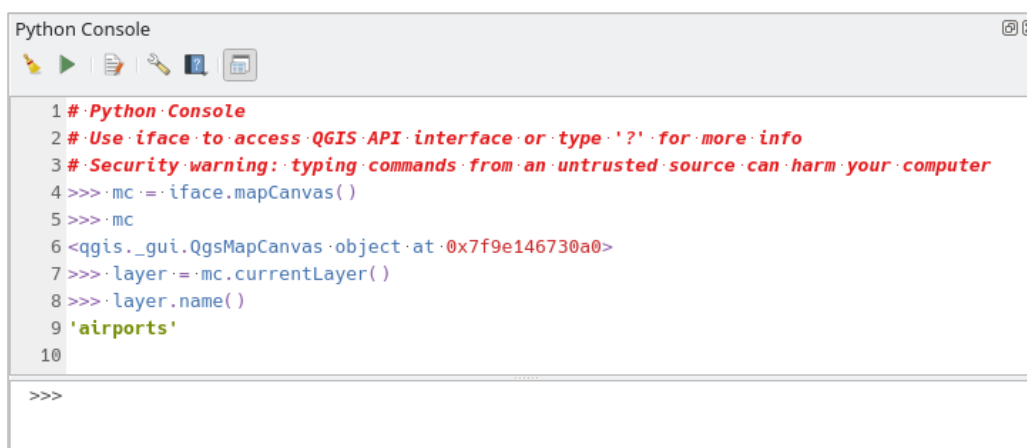 Python Console
1 # Python Console
2 # Use iface to access QGIS API interface or type '?' for more info
3 # Security warning: typing commands from an untrusted source can harm your computer
4 >>> mc = iface.mapCanvas()
5 >>> mc
6 <qgis._gui.QgsMapCanvas object at 0x7f9e146730a0>
7 >>> layer = mc.currentLayer()
8 >>> layer.name()
9 'airports'
10
>>>